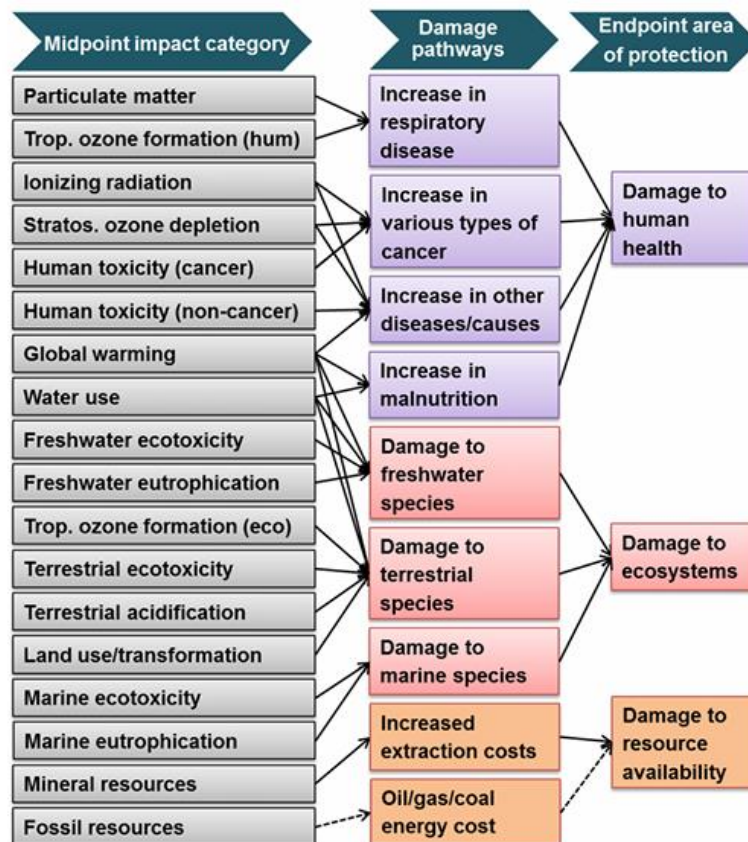 Midpoint impact category
Damage
pathways
Endpoint area
of protection
Particulate matter
Trop. ozone formation (hum)
Ionizing radiation
Stratos. ozone depletion
Human toxicity (cancer)
Human toxicity (non-cancer)
Global warming
Water use
Freshwater ecotoxicity
Freshwater eutrophication
Trop. ozone formation (eco)
Terrestrial ecotoxicity
Terrestrial acidification
Land use/transformation
Marine ecotoxicity
Marine eutrophication
Mineral resources
Fossil resources
Increase in
respiratory
disease
Increase in
various types of
cancer
Increase in other
diseases/causes
Increase in
malnutrition
Damage to
freshwater
species
Damage to
terrestrial
species
Damage to
marine species
Increased
extraction costs
Oil/gas/coal
energy cost
Damage to
human
health
Damage to
ecosystems
Damage to
resource
availability